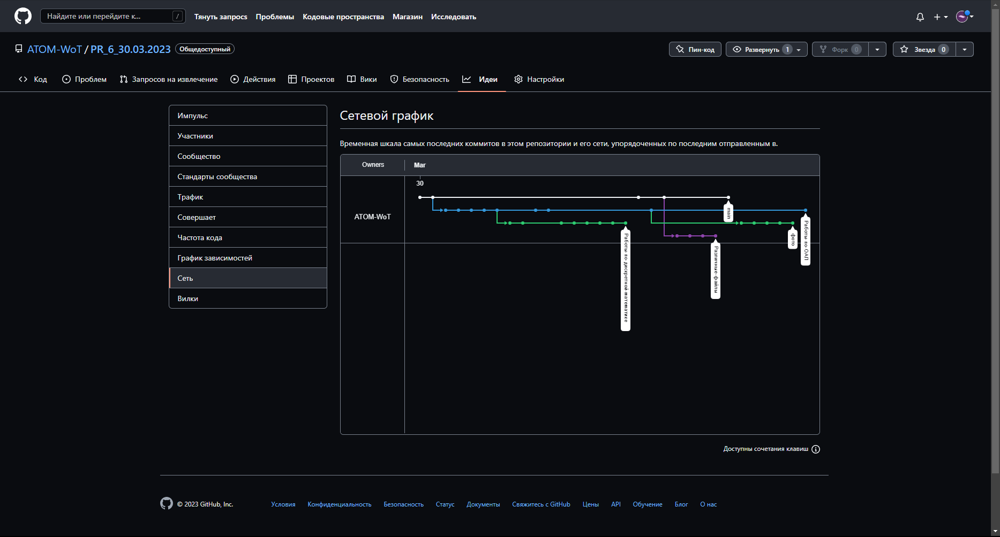 Найдите или перейдите к... /
Тянуть запрос Проблемы Кодовые пространства Магазин Исследовать
ATOM-WoT / PR_6_30.03.2023 Общедоступный
Пин-код Развернуть 1 Форк 0 Звезда 0
Код Проблем Запросов на извлечение Действия Проектов Вики Безопасность Идеи Настройки
Импульс
Участники
Сообщество
Стандарты сообщества
Трафик
Совершает
Частота кода
График зависимостей
Сеть
Вилки
Сетевой график
Временная шкала самых последних коммитов в этом репозитории и его сети, упорядоченных по последним отправленным в.
Owners Mar
30
ATOM-WoT
main
Работы-по-дискретной-математике
Различные-файлы
фото
Работы-по-ОАП
Доступны сочетания клавиш
© 2023 GitHub, Inc. Условия Конфиденциальность Безопасность Статус Документы Свяжитесь с GitHub Цены API Обучение Блог О нас